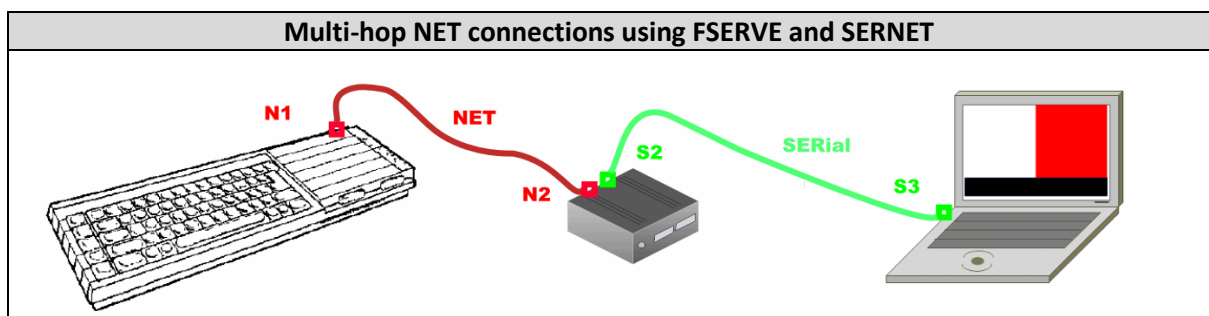 Multi-hop NET connections using FSERVE and SERNET
N1
NET
N2
S2
SERial
S3